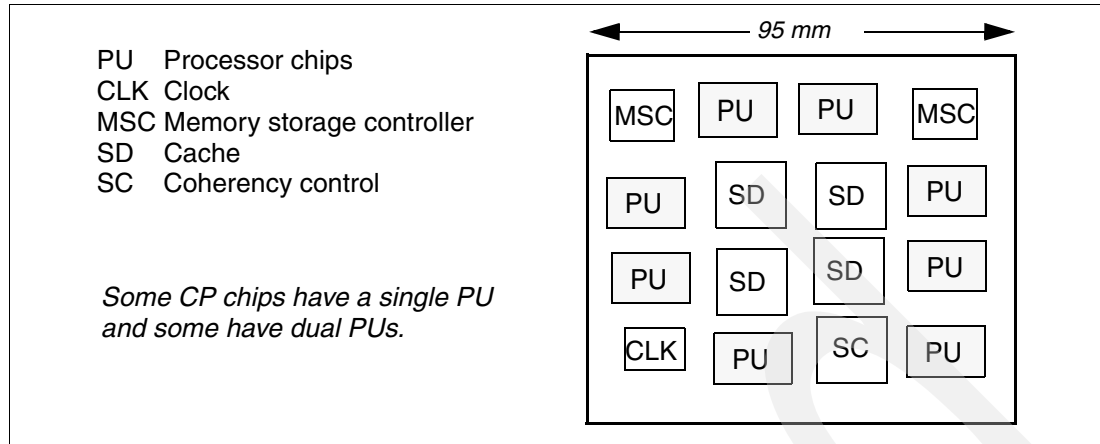 95 mm
PU Processor chips
CLK Clock
MSC Memory storage controller
SD Cache
SC Coherency control
Some CP chips have a single PU
and some have dual PUs.
MSC PU PU MSC
PU SD SD PU
PU SD SD PU
CLK PU SC PU